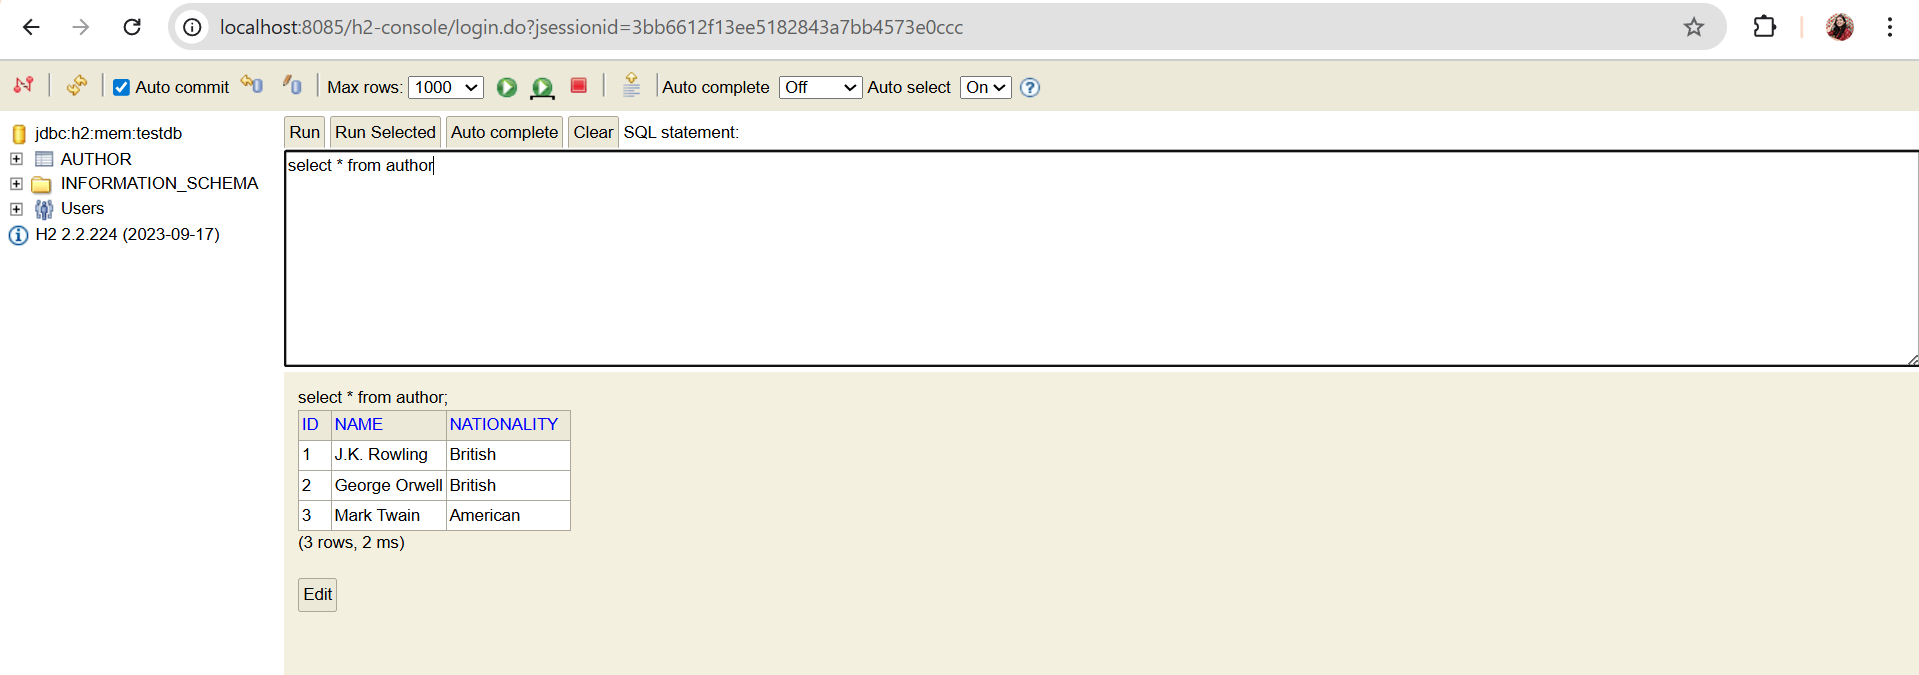 localhost:8085/h2-console/login.do?jsessionid=3bb6612f13ee5182843a7bb4573e0ccc
Auto commit Max rows: 1000 Auto complete Off Auto select On
jdbc:h2:mem:testdb
AUTHOR
INFORMATION_SCHEMA
Users
H2 2.2.224 (2023-09-17)
Run Run Selected Auto complete Clear SQL statement:
select * from author
select * from author;
ID NAME NATIONALITY
1 J.K. Rowling British
2 George Orwell British
3 Mark Twain American
(3 rows, 2 ms)
Edit